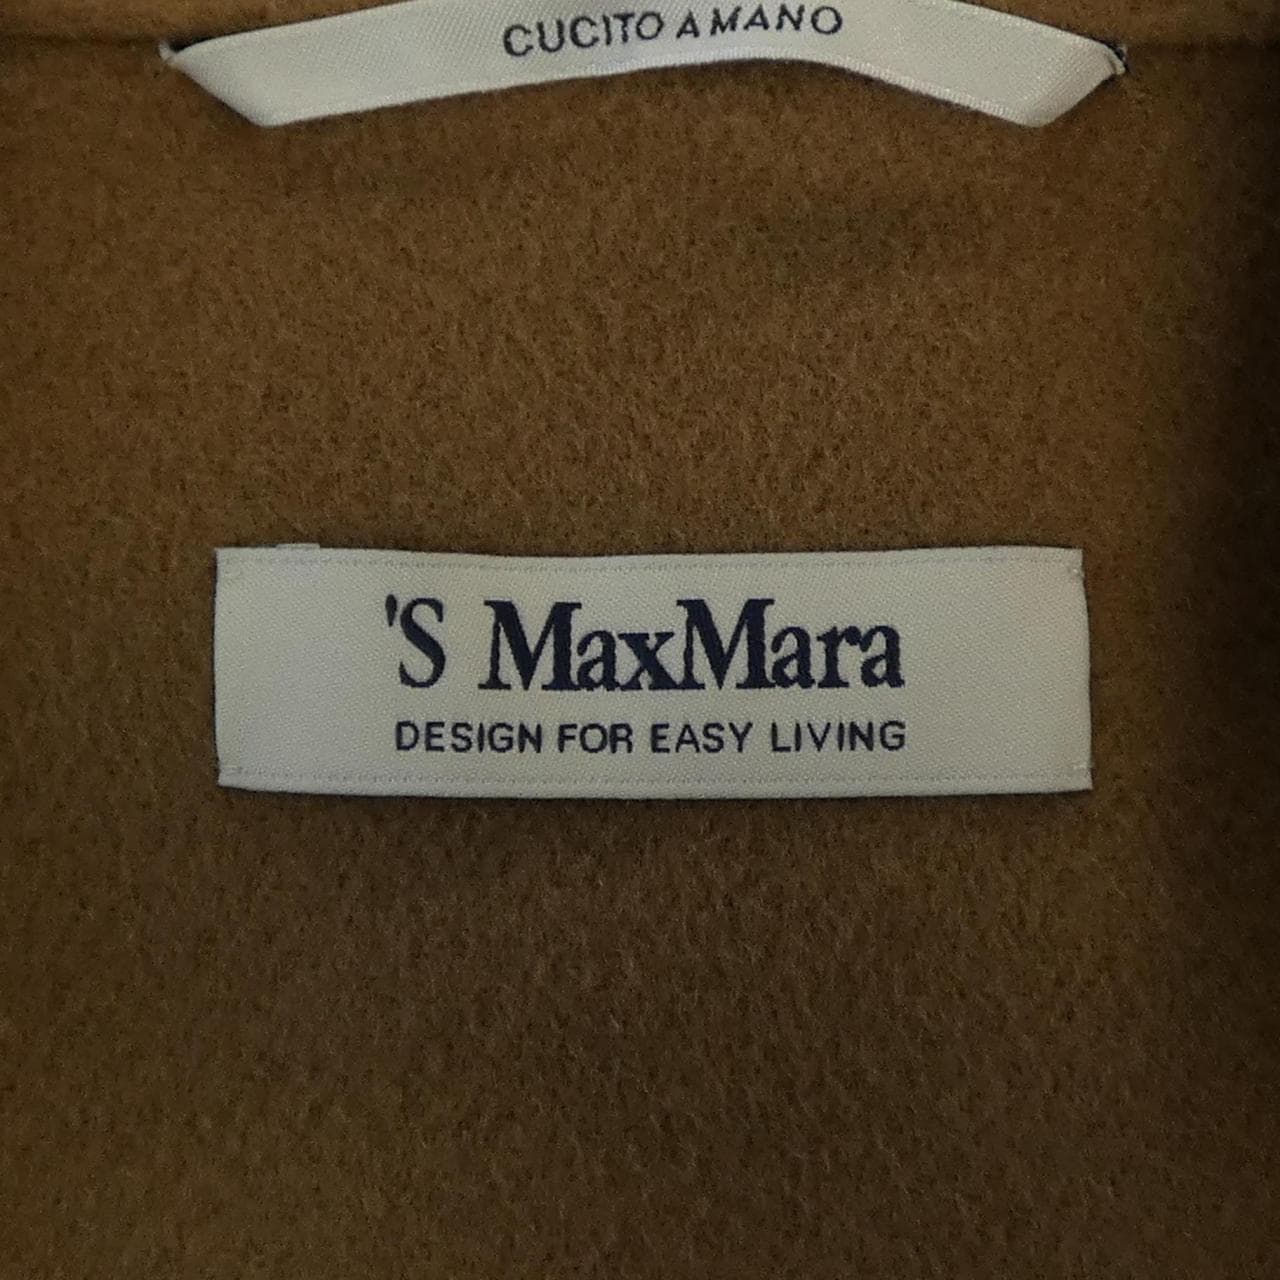 CUCITO A MANO
'S MaxMara
DESIGN FOR EASY LIVING